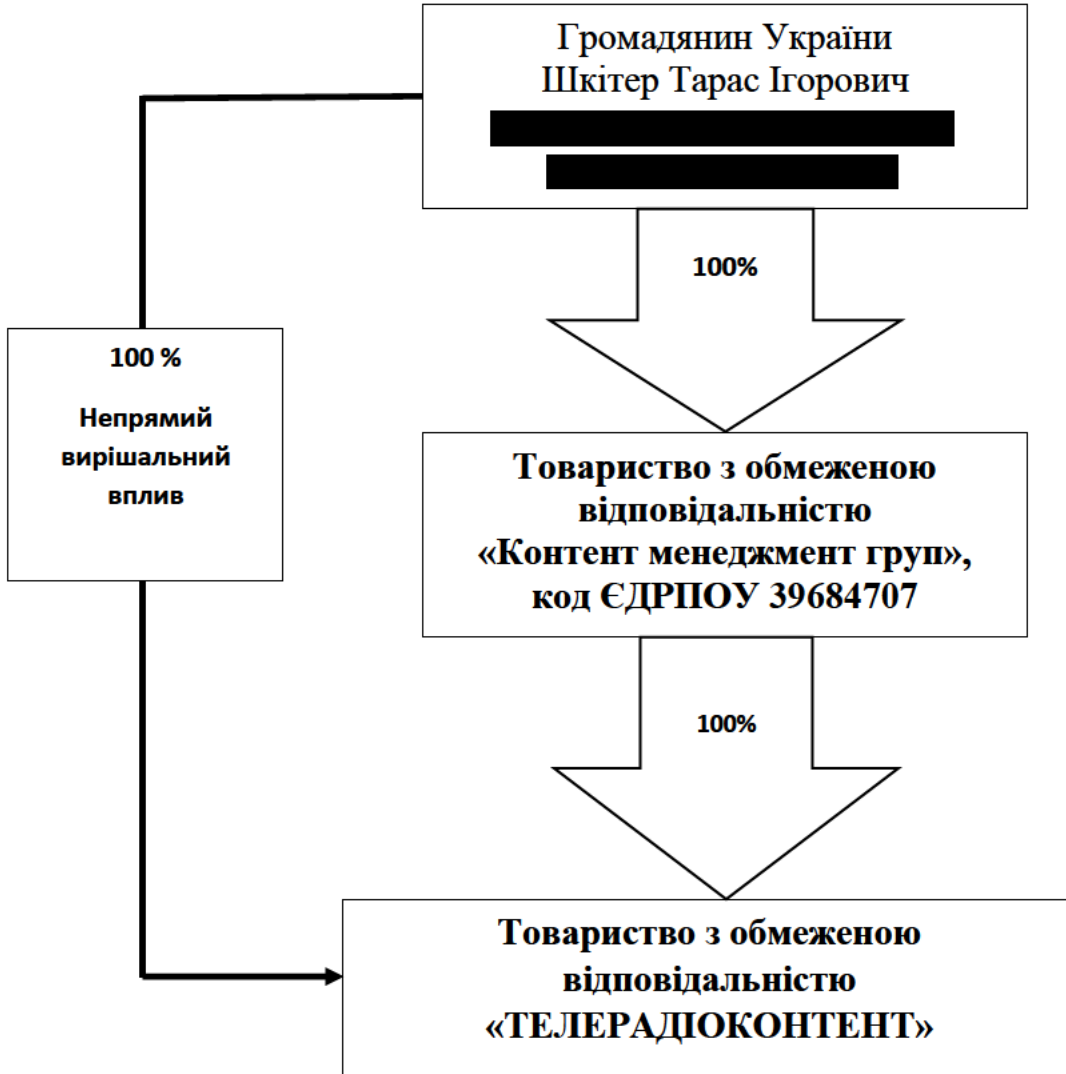 Громадянин України
Шкітер Тарас Ігорович
100%
100 %
Непрямий
вирішальний
вплив
Товариство з обмеженою
відповідальністю
«Контент менеджмент груп»,
код ЄДРПОУ 39684707
100%
Товариство з обмеженою
відповідальністю
«ТЕЛЕРАДІОКОНТЕНТ»